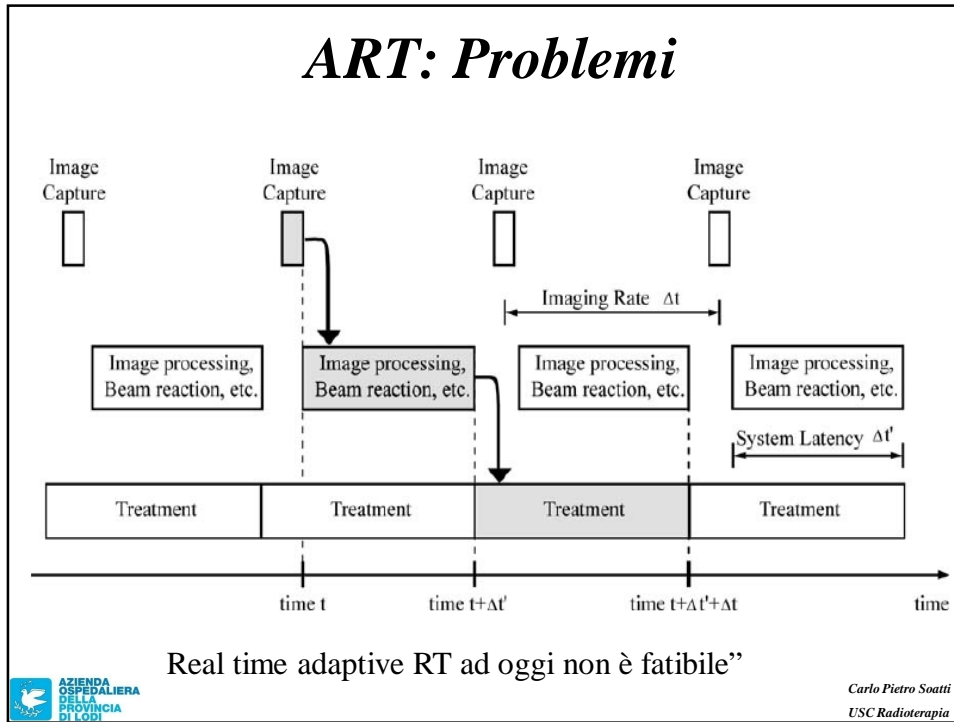 ART: Problemi
Image
Capture
Image
Capture
Image
Capture
Image
Capture
Imaging Rate Δt
Image processing,
Beam reaction, etc.
Image processing,
Beam reaction, etc.
Image processing,
Beam reaction, etc.
Image processing,
Beam reaction, etc.
System Latency Δt'
Treatment
Treatment
Treatment
Treatment
time t
time t+Δt'
time t+Δt'+Δt
time
Real time adaptive RT ad oggi non è fatibile”
AZIENDA
OSPEDALIERA
DELLA
PROVINCIA
DI LODI
Carlo Pietro Soatti
USC Radioterapia